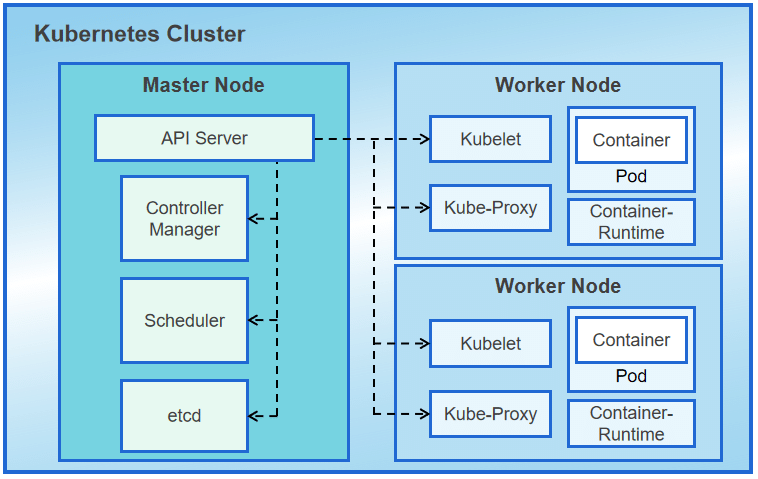 Kubernetes Cluster
Master Node
API Server
Controller
Manager
Scheduler
etcd
Worker Node
Kubelet
Kube-Proxy
Container
Pod
Container-
Runtime
Worker Node
Kubelet
Kube-Proxy
Container
Pod
Container-
Runtime